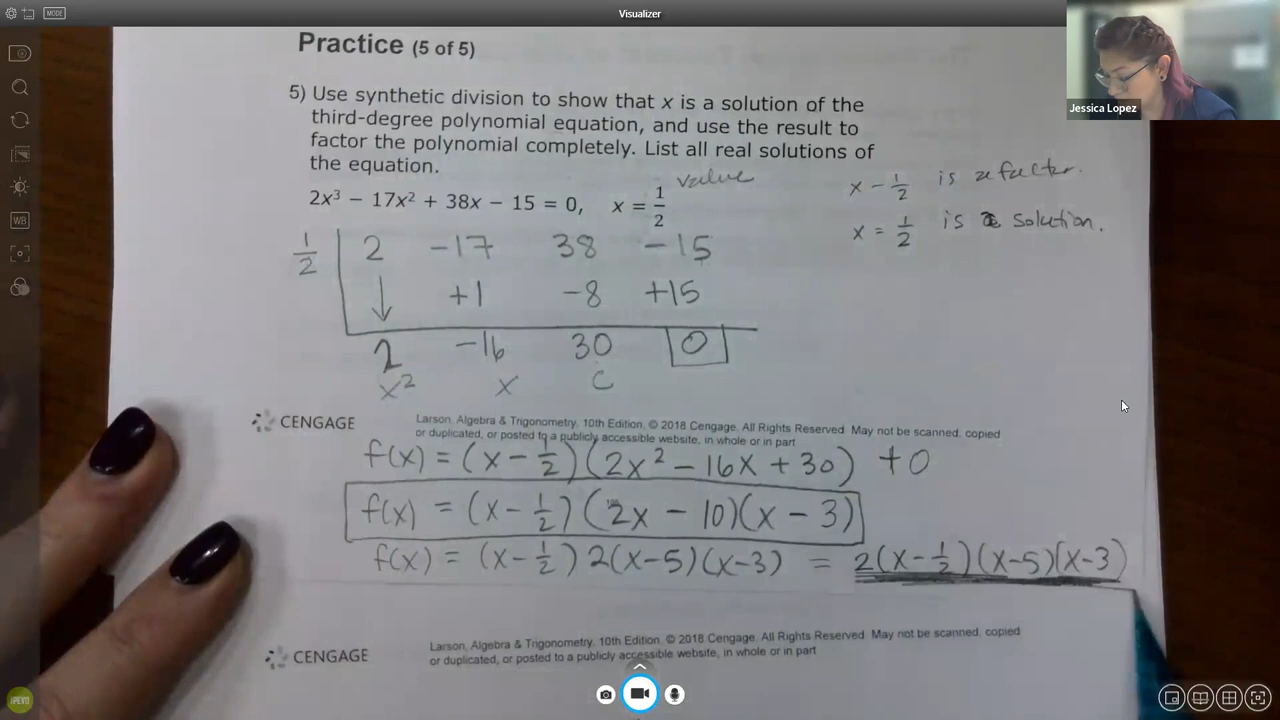 MODE
Visualizer
Jessica Lopez
WB
Practice (5 of 5)
5) Use synthetic division to show that x is a solution of the
third-degree polynomial equation, and use the result to
factor the polynomial completely. List all real solutions of
the equation.
value
2x³ − 17x² + 38x − 15 = 0, x = 1/2
x - 1/2 is a factor.
x = 1/2 is a solution.
1/2 | 2 -17 38 -15
↓ +1 -8 +15
2 -16 30 0
x² x c
CENGAGE
Larson, Algebra & Trigonometry, 10th Edition. © 2018 Cengage. All Rights Reserved May not be scanned, copied
or duplicated, or posted to a publicly accessible website, in whole or in part
f(x) = (x - 1/2)(2x² - 16x + 30) + 0
f(x) = (x - 1/2)(2x - 10)(x - 3)
f(x) = (x - 1/2) 2(x-5)(x-3) = 2(x - 1/2)(x-5)(x-3)
CENGAGE
Larson, Algebra & Trigonometry, 10th Edition. © 2018 Cengage. All Rights Reserved May not be scanned, copied
or duplicated, or posted to a publicly accessible website, in whole or in part
IPEVO